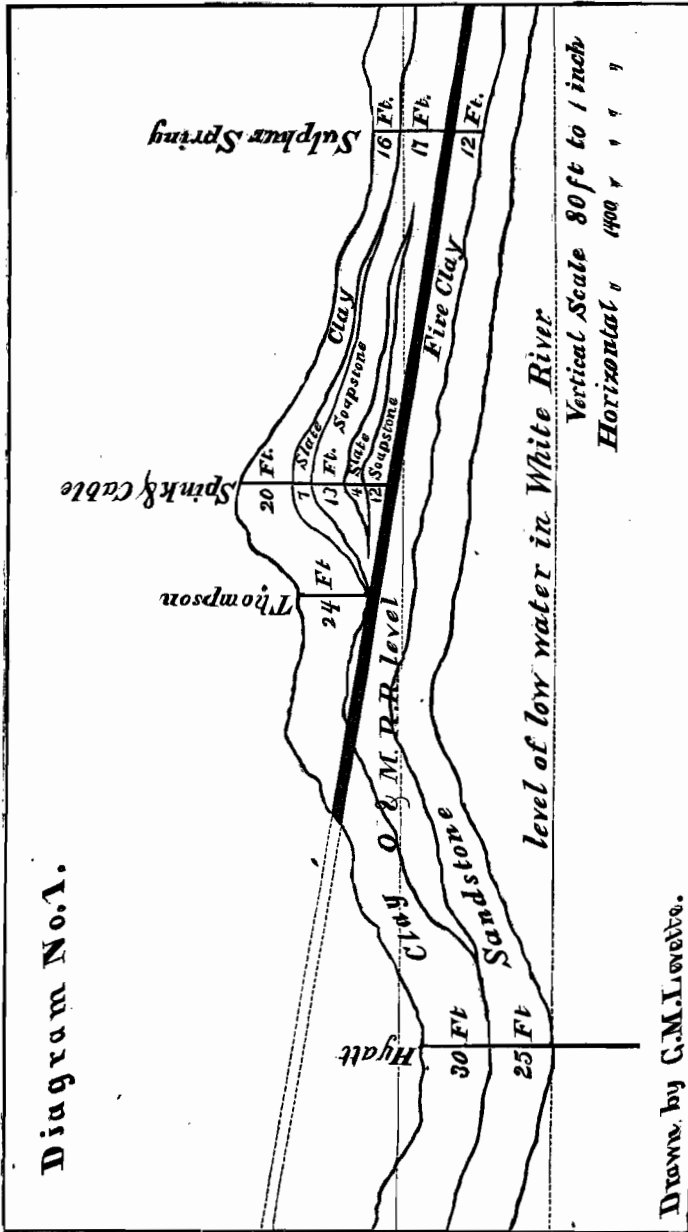 Diagram No. 1.
Hyatt
Thompson
Spink & Cable
Sulphur Spring
30 Ft
25 Ft
24 Ft
20 Ft.
7 Slate
13 Ft. Soapstone
4 Slate
12 Soapstone
16 Ft.
17 Ft.
12 Ft.
Clay
Clay
Sandstone
Fire Clay
O & M. R.R. level
level of low water in White River
Vertical Scale 80 ft to 1 inch
Horizontal " 1400 " " " "
Drawn by G.M. Levette.